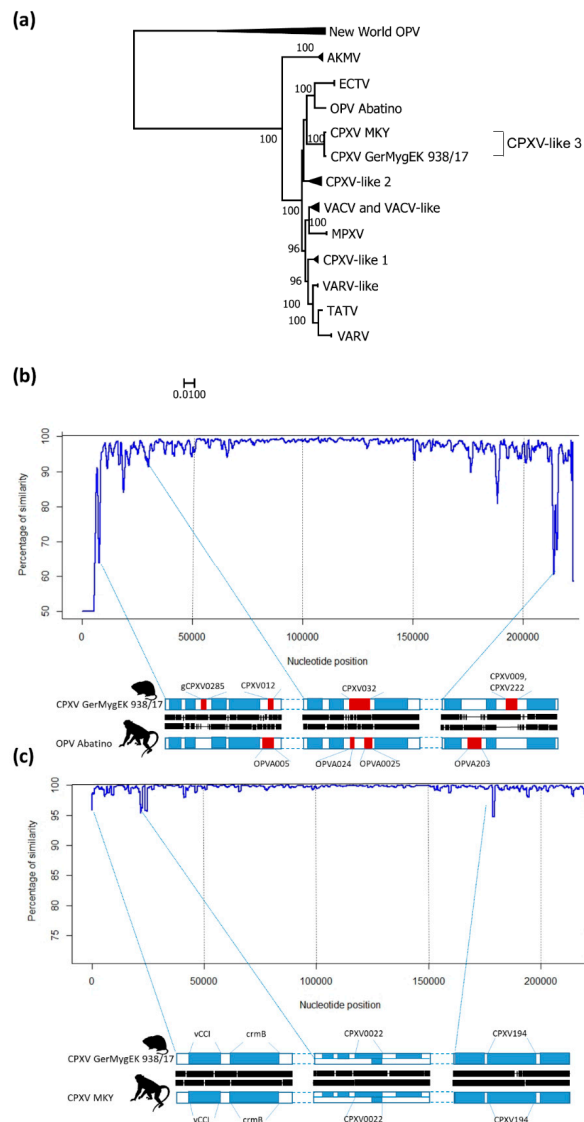 (a)
New World OPV
100
AKMV
ECTV
100
OPV Abatino
CPXV MKY
CPXV-like 3
100
100
CPXV GerMygEK 938/17
CPXV-like 2
100
VACV and VACV-like
100
MPXV
96
CPXV-like 1
VARV-like
100
TATV
100
VARV
0.0100
(b)
Percentage of similarity
100
90
80
70
60
50
0
50000
100000
150000
200000
Nucleotide position
gCPXV0285
CPXV012
CPXV032
CPXV009,
CPXV222
CPXV GerMygEK 938/17
OPV Abatino
OPVA005
OPVA024
OPVA0025
OPVA203
(c)
Percentage of similarity
100
95
90
85
80
75
0
50000
100000
150000
200000
Nucleotide position
vCCI
crmB
CPXV0022
CPXV194
CPXV GerMygEK 938/17
CPXV MKY
vCCI
crmB
CPXV0022
CPXV194